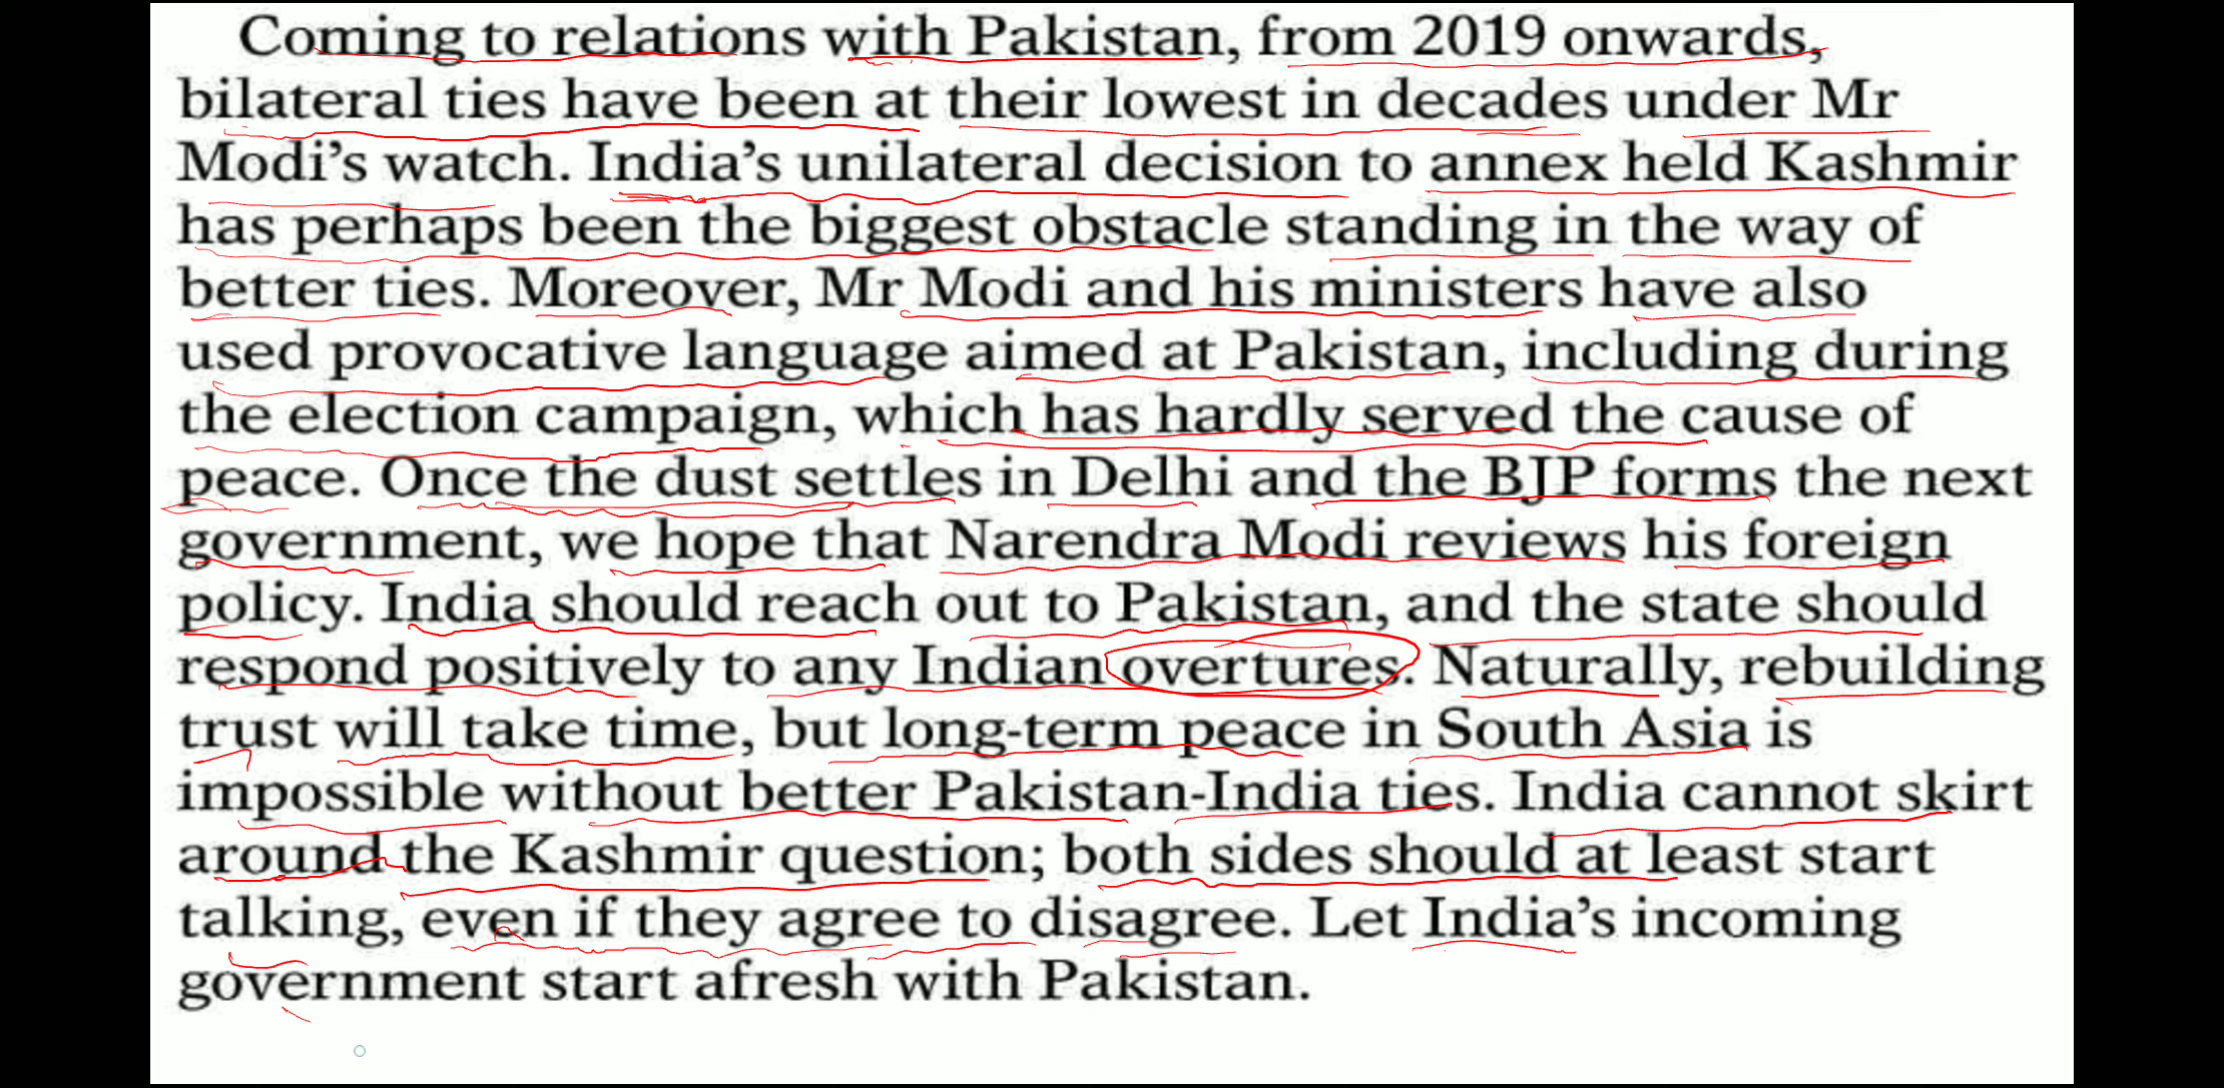 Coming to relations with Pakistan, from 2019 onwards,
bilateral ties have been at their lowest in decades under Mr
Modi’s watch. India’s unilateral decision to annex held Kashmir
has perhaps been the biggest obstacle standing in the way of
better ties. Moreover, Mr Modi and his ministers have also
used provocative language aimed at Pakistan, including during
the election campaign, which has hardly served the cause of
peace. Once the dust settles in Delhi and the BJP forms the next
government, we hope that Narendra Modi reviews his foreign
policy. India should reach out to Pakistan, and the state should
respond positively to any Indian overtures. Naturally, rebuilding
trust will take time, but long-term peace in South Asia is
impossible without better Pakistan-India ties. India cannot skirt
around the Kashmir question; both sides should at least start
talking, even if they agree to disagree. Let India’s incoming
government start afresh with Pakistan.